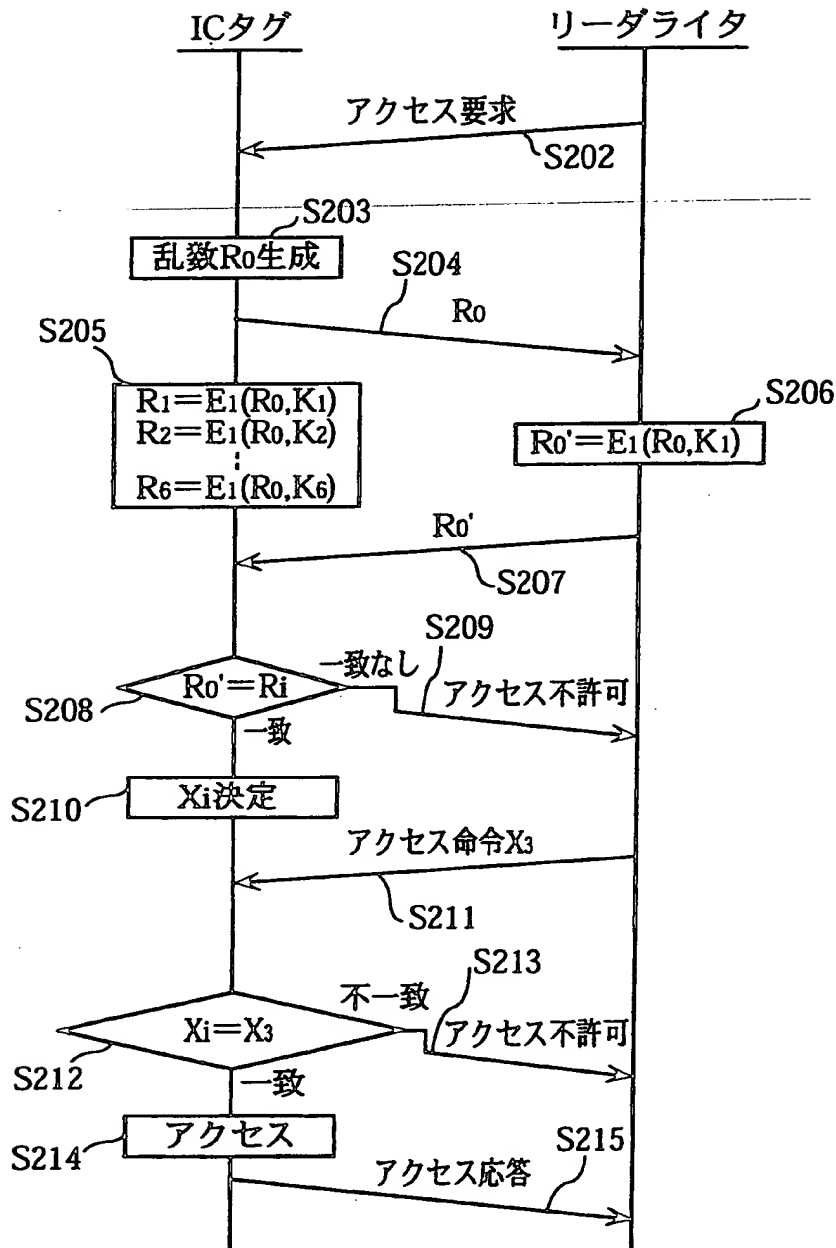 ICタグ
リーダライタ
アクセス要求
S202
S203
乱数R0生成
S204
R0
S205
R1=E1(R0,K1)
R2=E1(R0,K2)
R6=E1(R0,K6)
S206
R0'=E1(R0,K1)
R0'
S207
S208
R0'=Ri
一致なし
S209
アクセス不許可
一致
S210
Xi決定
アクセス命令X3
S211
S212
Xi=X3
不一致
S213
アクセス不許可
一致
S214
アクセス
S215
アクセス応答